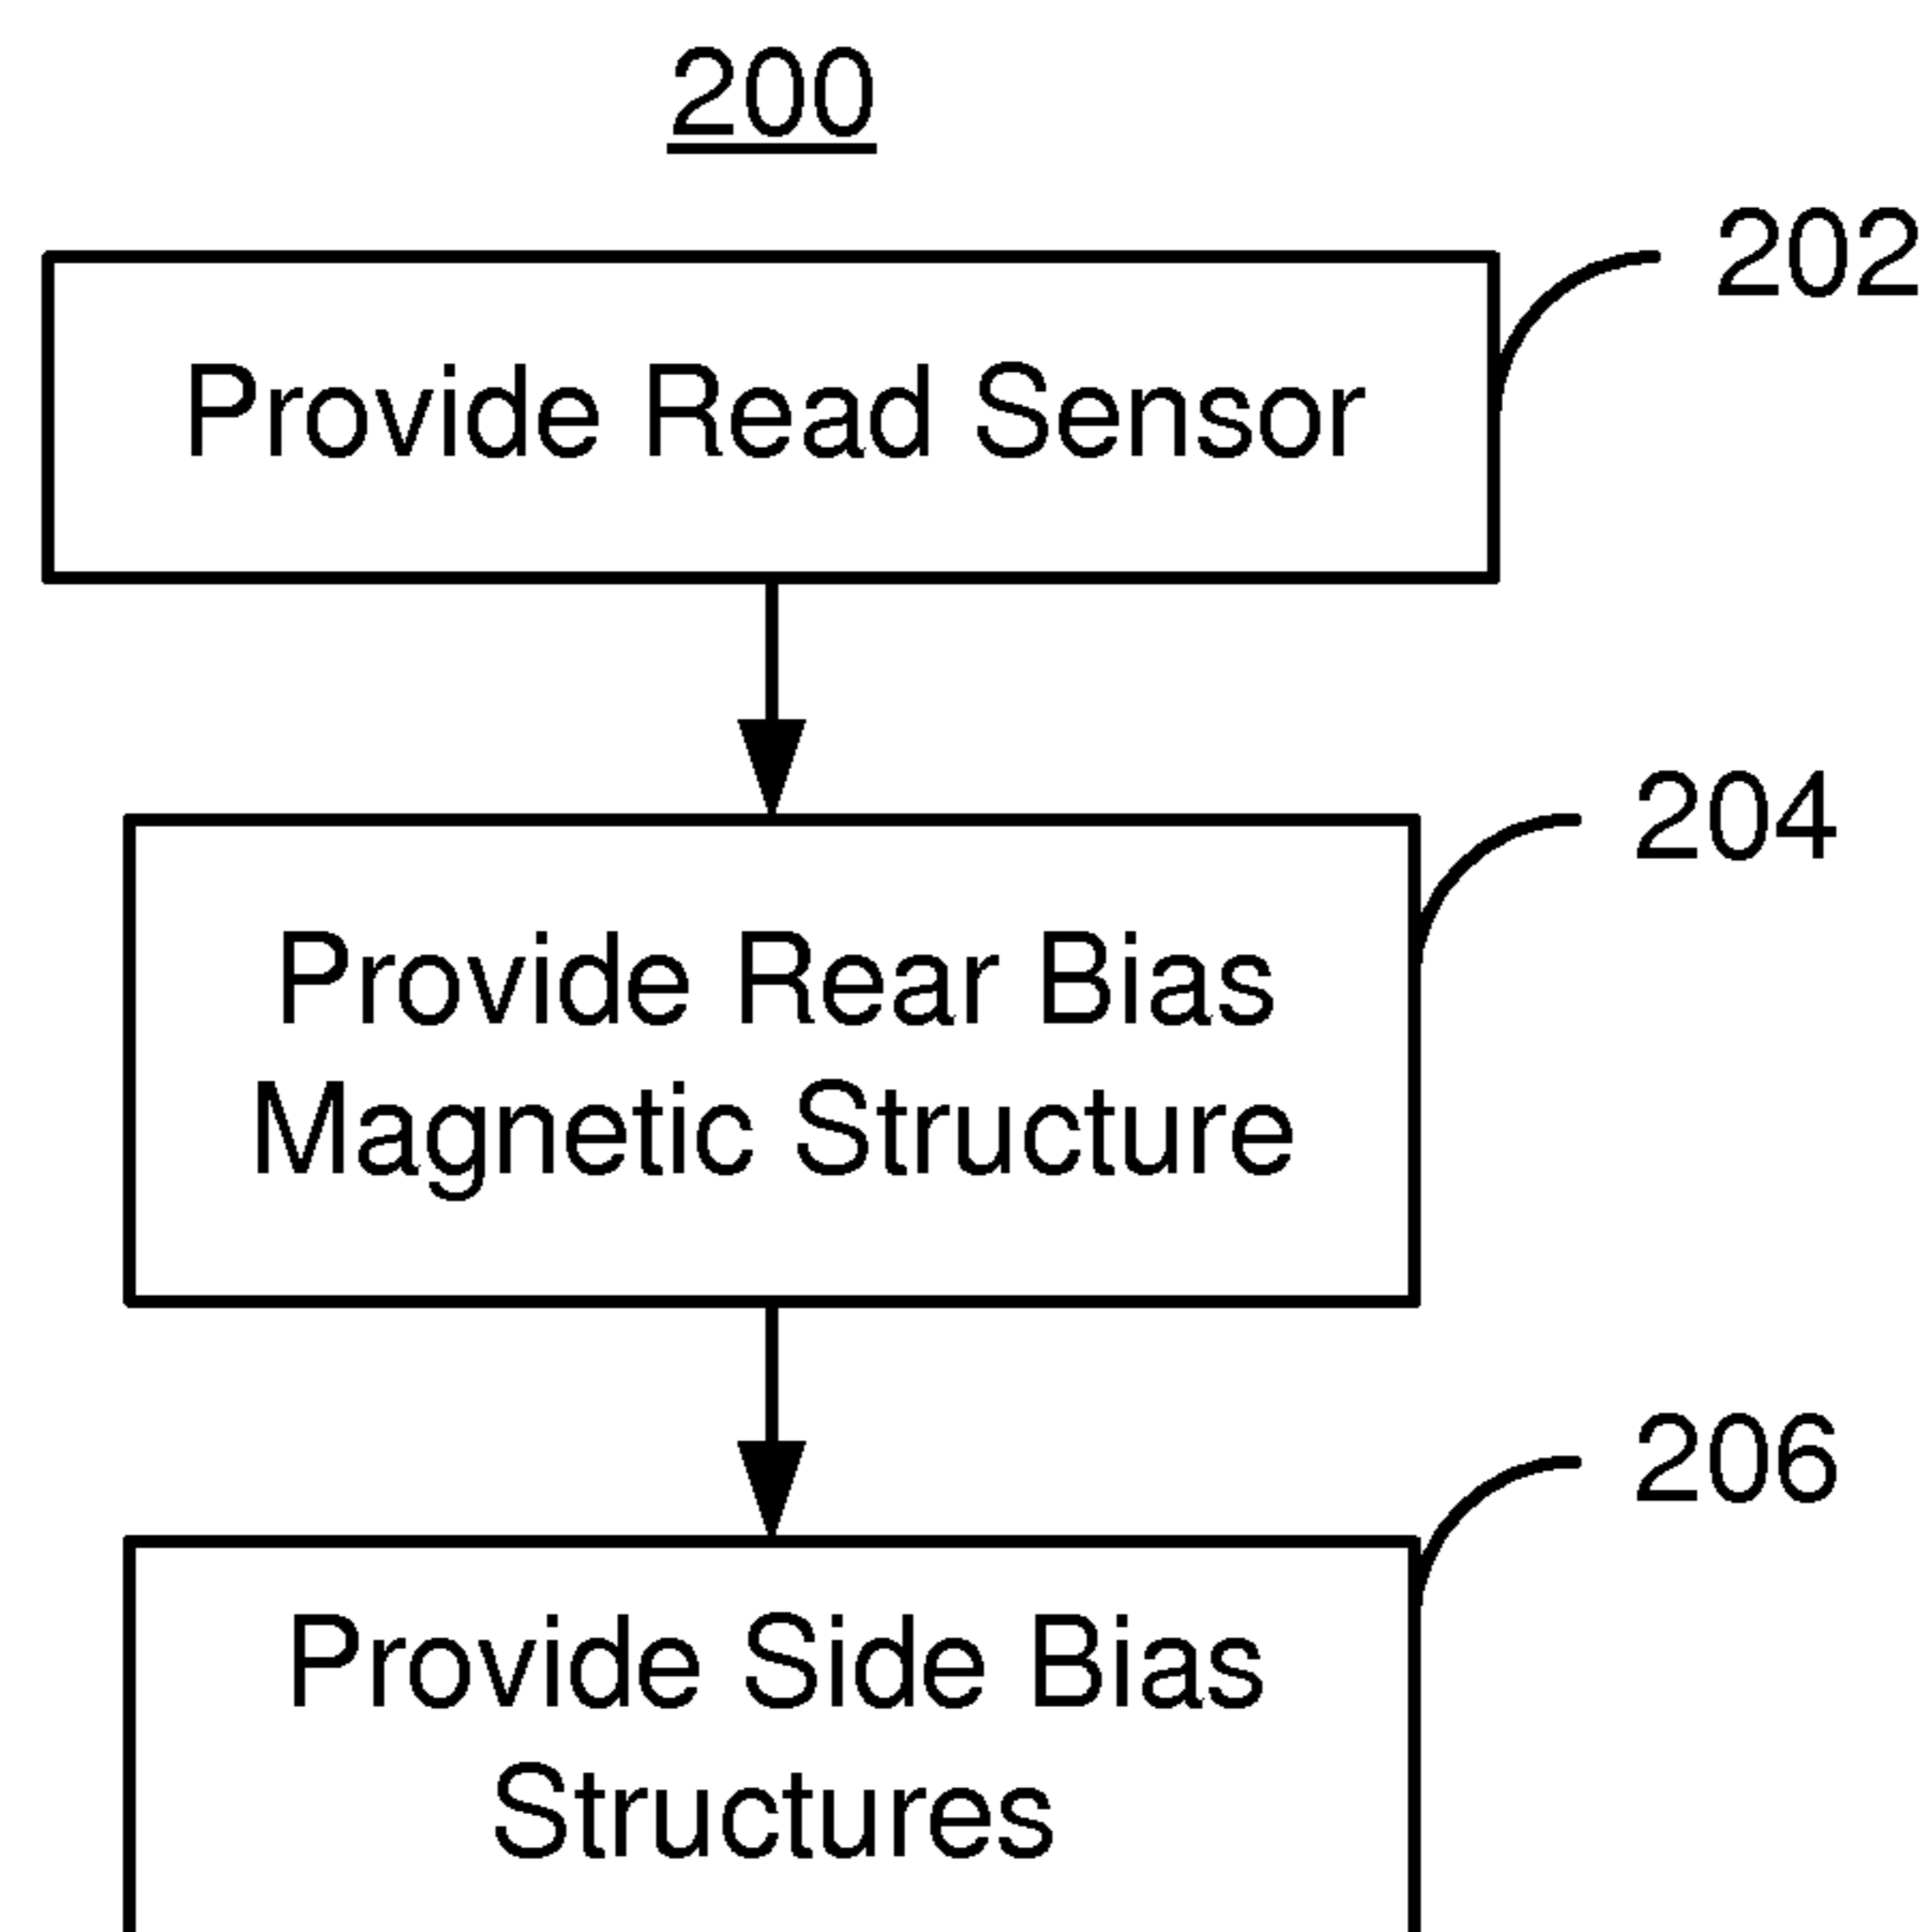 200
202
Provide Read Sensor
204
Provide Rear Bias
Magnetic Structure
206
Provide Side Bias
Structures